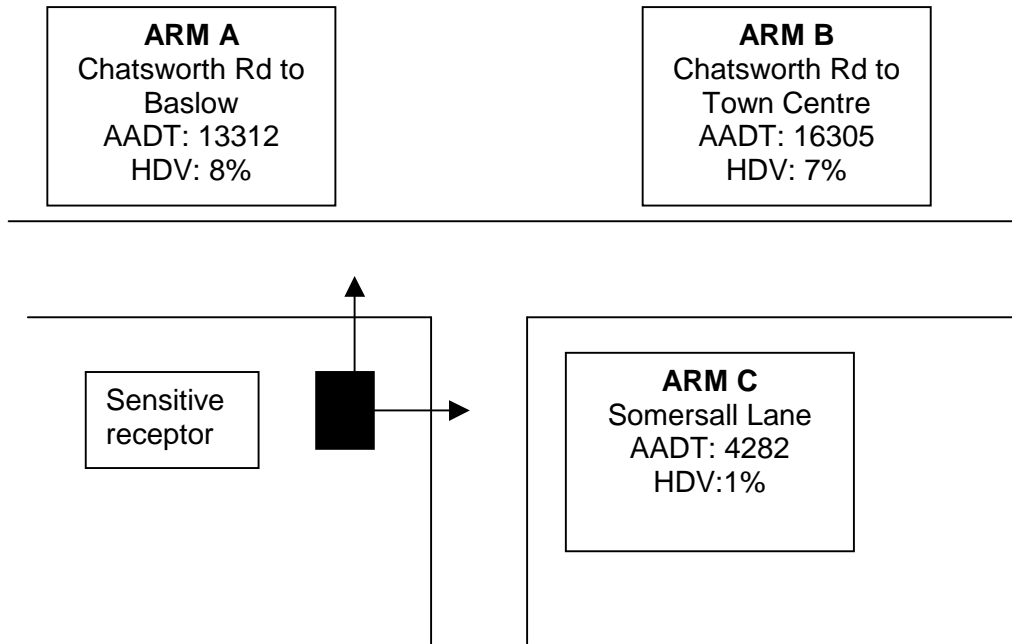 ARM A
Chatsworth Rd to
Baslow
AADT: 13312
HDV: 8%
ARM B
Chatsworth Rd to
Town Centre
AADT: 16305
HDV: 7%
Sensitive
receptor
ARM C
Somersall Lane
AADT: 4282
HDV:1%